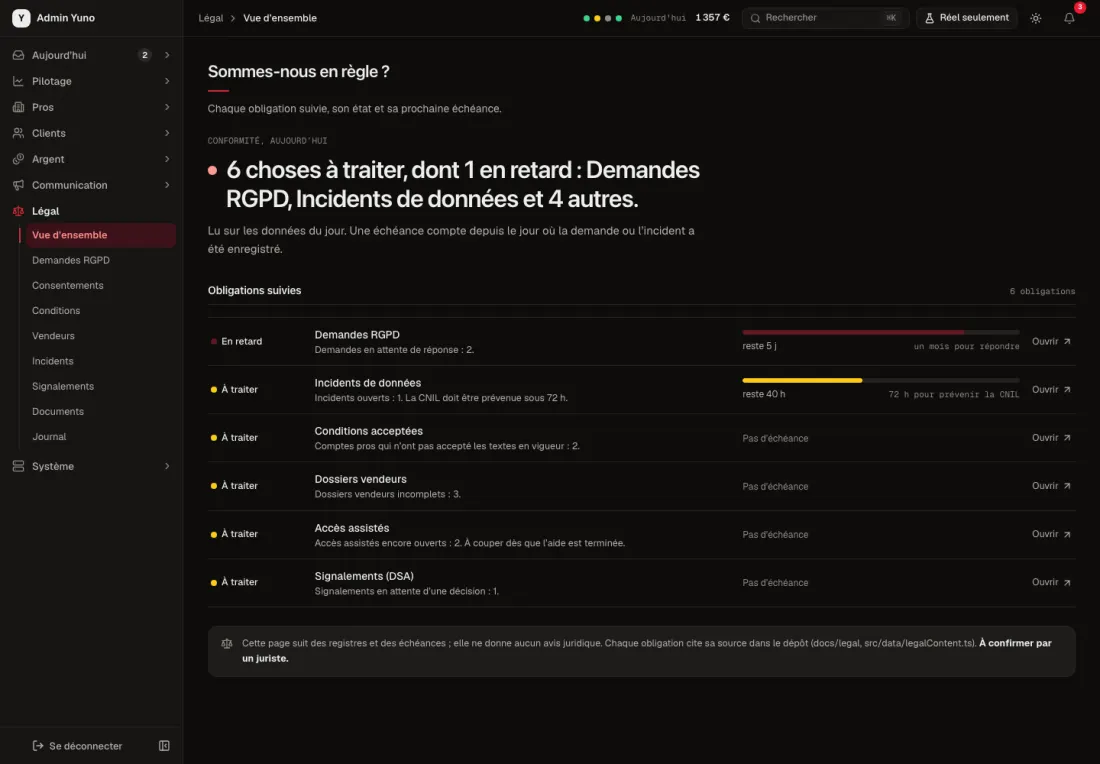 Y Admin Yuno
Légal > Vue d'ensemble
Aujourd'hui 1 357 €
Rechercher ⌘K
Réel seulement
3
Aujourd'hui 2
Pilotage
Pros
Clients
Argent
Communication
Légal
Vue d'ensemble
Demandes RGPD
Consentements
Conditions
Vendeurs
Incidents
Signalements
Documents
Journal
Système
Se déconnecter
Sommes-nous en règle ?
Chaque obligation suivie, son état et sa prochaine échéance.
CONFORMITÉ, AUJOURD'HUI
6 choses à traiter, dont 1 en retard : Demandes
RGPD, Incidents de données et 4 autres.
Lu sur les données du jour. Une échéance compte depuis le jour où la demande ou l'incident a
été enregistré.
Obligations suivies
6 obligations
En retard
Demandes RGPD
Demandes en attente de réponse : 2.
reste 5 j
un mois pour répondre
Ouvrir
À traiter
Incidents de données
Incidents ouverts : 1. La CNIL doit être prévenue sous 72 h.
reste 40 h
72 h pour prévenir la CNIL
Ouvrir
À traiter
Conditions acceptées
Comptes pros qui n'ont pas accepté les textes en vigueur : 2.
Pas d'échéance
Ouvrir
À traiter
Dossiers vendeurs
Dossiers vendeurs incomplets : 3.
Pas d'échéance
Ouvrir
À traiter
Accès assistés
Accès assistés encore ouverts : 2. À couper dès que l'aide est terminée.
Pas d'échéance
Ouvrir
À traiter
Signalements (DSA)
Signalements en attente d'une décision : 1.
Pas d'échéance
Ouvrir
Cette page suit des registres et des échéances ; elle ne donne aucun avis juridique. Chaque obligation cite sa source dans le dépôt (docs/legal, src/data/legalContent.ts). À confirmer par
un juriste.